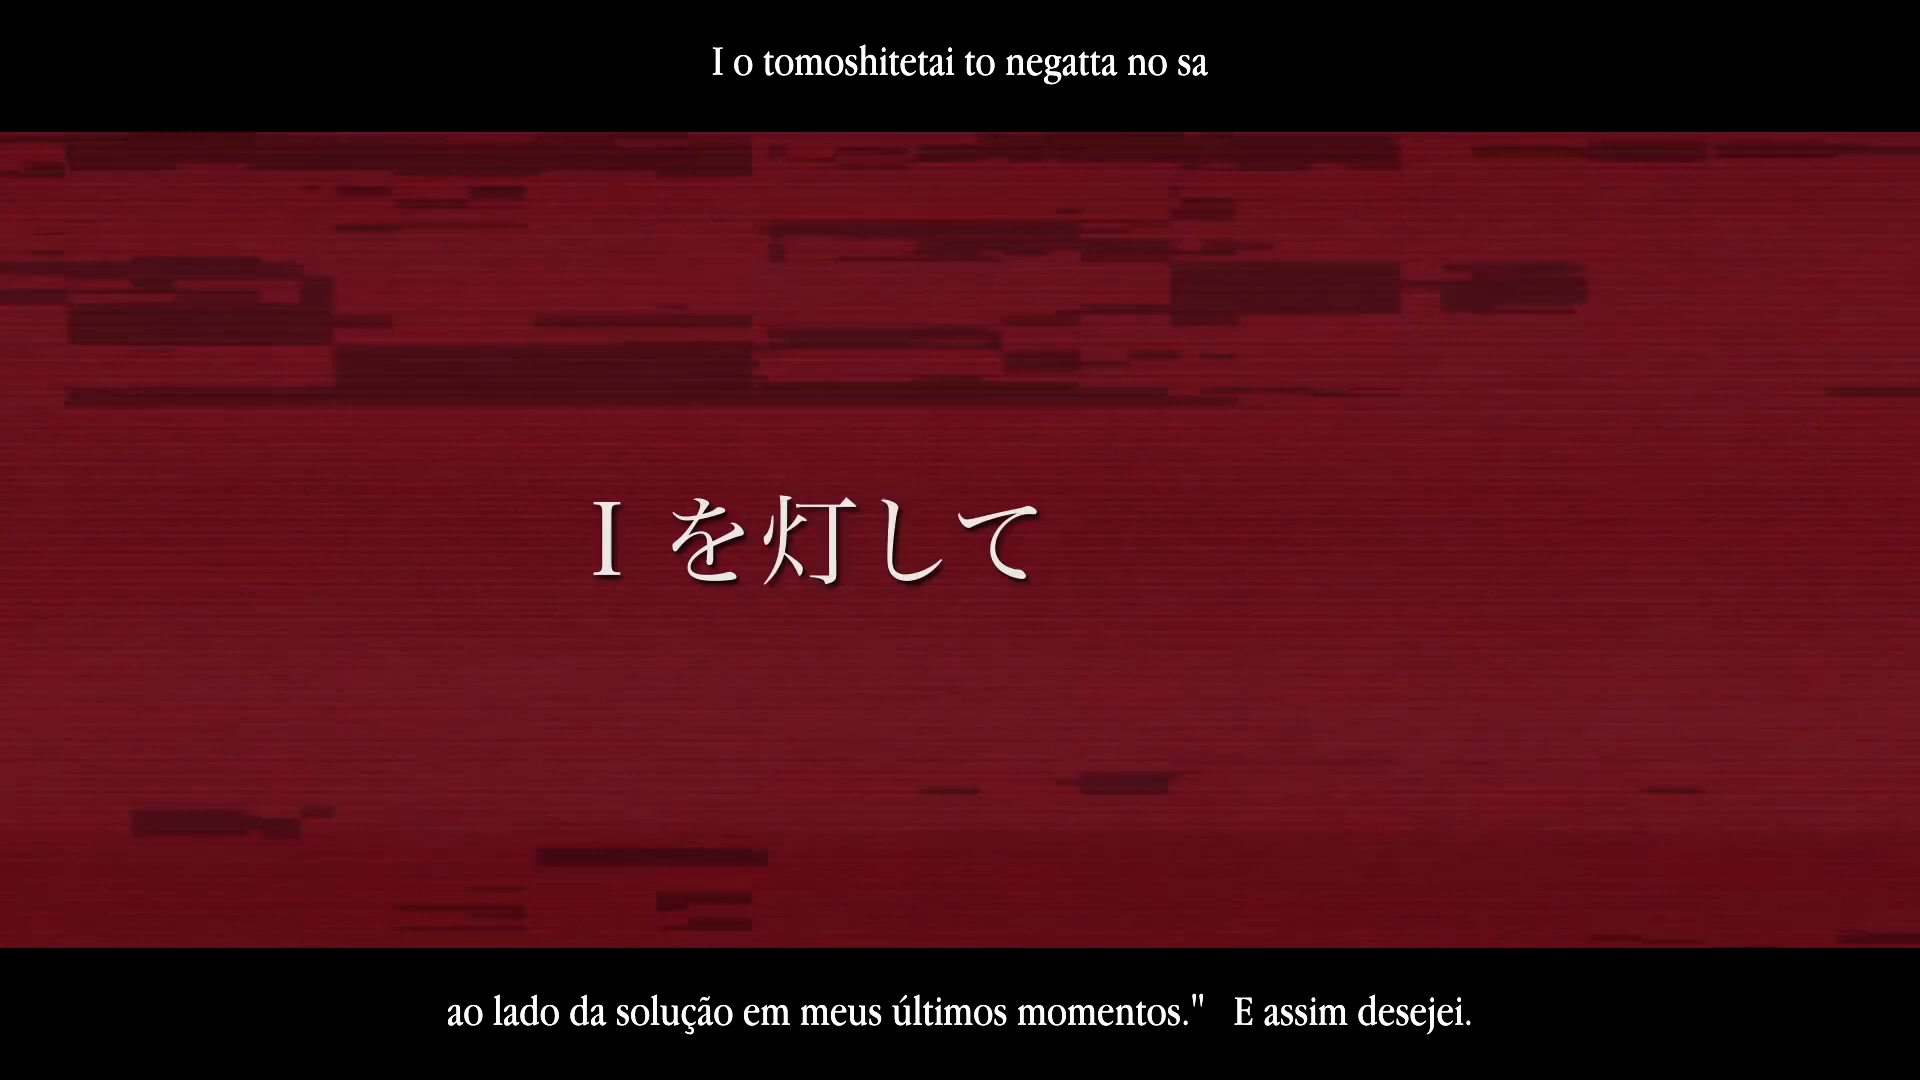 I o tomoshitetai to negatta no sa
I を灯して
ao lado da solução em meus últimos momentos." E assim desejei.